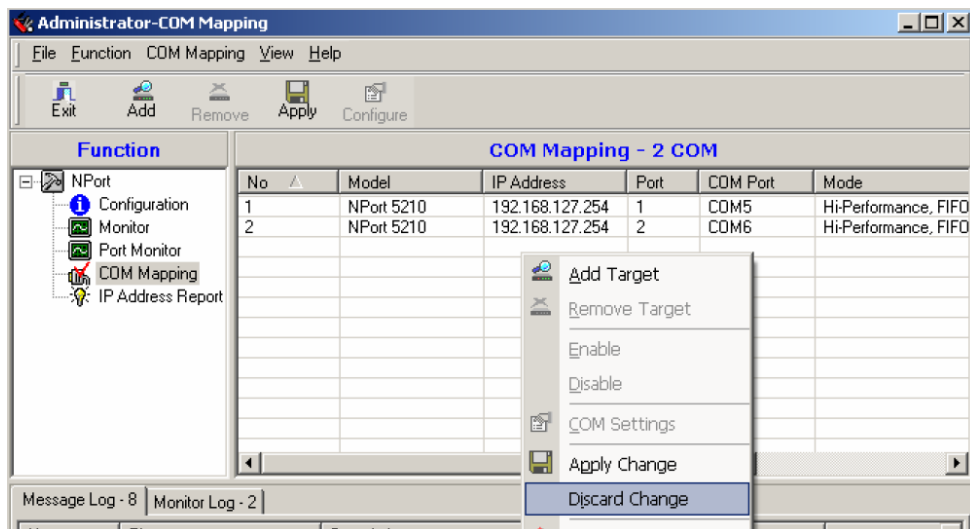 Administrator-COM Mapping
File Function COM Mapping View Help
Exit Add Remove Apply Configure
Function
COM Mapping - 2 COM
NPort
Configuration
Monitor
Port Monitor
COM Mapping
IP Address Report
No Model IP Address Port COM Port Mode
1 NPort 5210 192.168.127.254 1 COM5 Hi-Performance, FIFO
2 NPort 5210 192.168.127.254 2 COM6 Hi-Performance, FIFO
Add Target
Remove Target
Enable
Disable
COM Settings
Apply Change
Discard Change
Message Log - 8 Monitor Log - 2